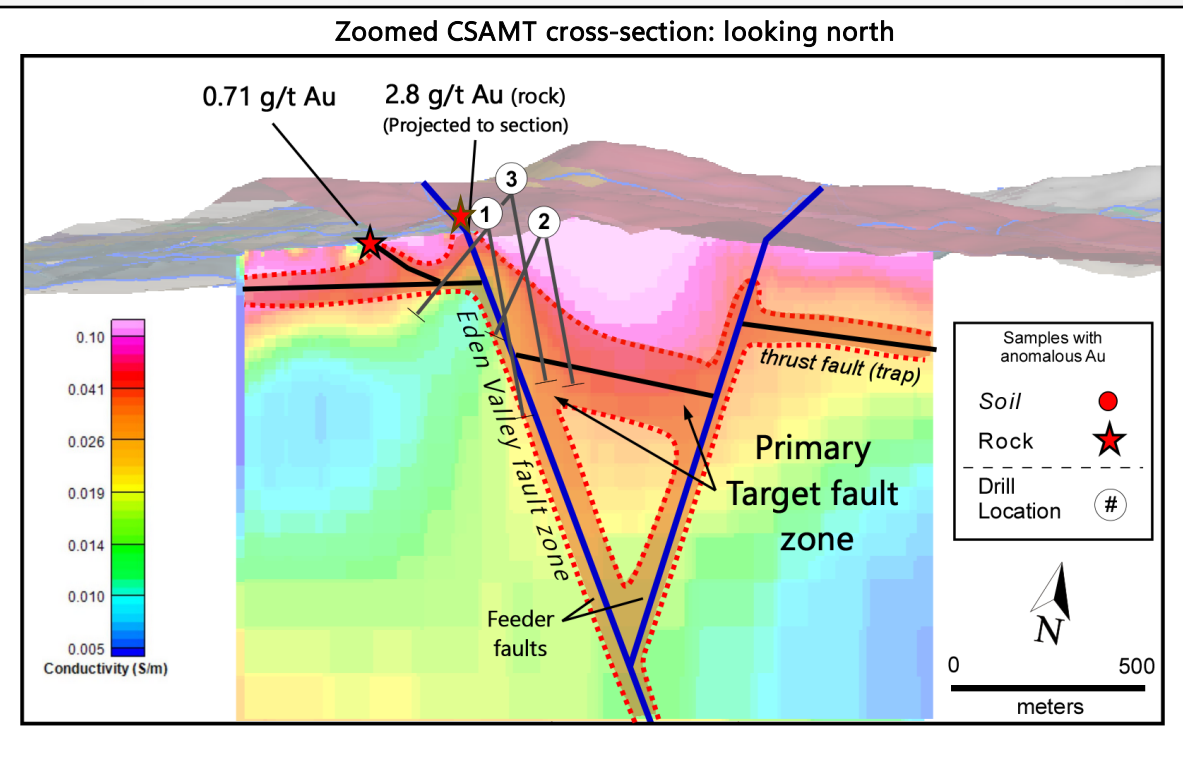 Zoomed CSAMT cross-section: looking north
0.71 g/t Au
2.8 g/t Au (rock)
(Projected to section)
3
1
2
Eden Valley fault zone
thrust fault (trap)
Primary
Target fault
zone
Feeder
faults
0.10
0.041
0.026
0.019
0.014
0.010
0.005
Conductivity (S/m)
Samples with
anomalous Au
Soil
Rock
Drill
Location
#
N
0
500
meters